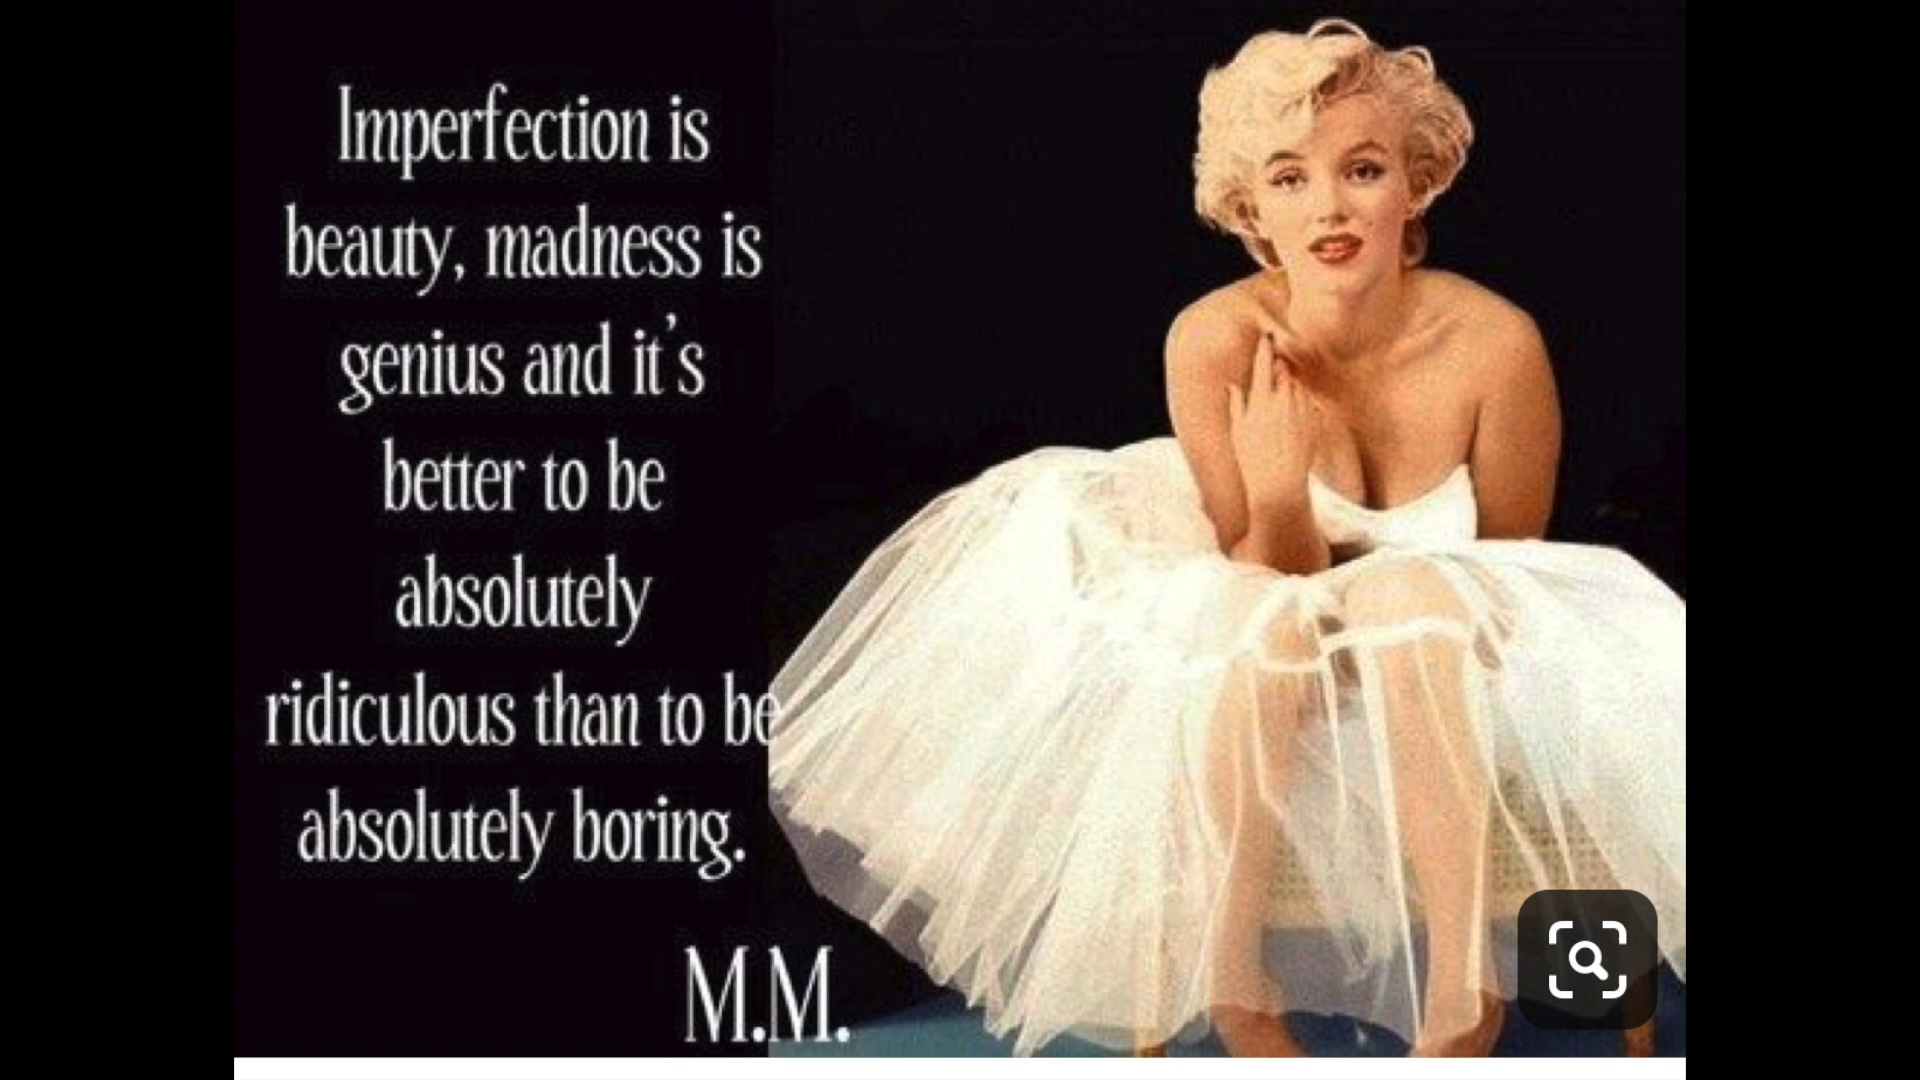 Imperfection is
beauty, madness is
genius and it's
better to be
absolutely
ridiculous than to be
absolutely boring.
M.M.